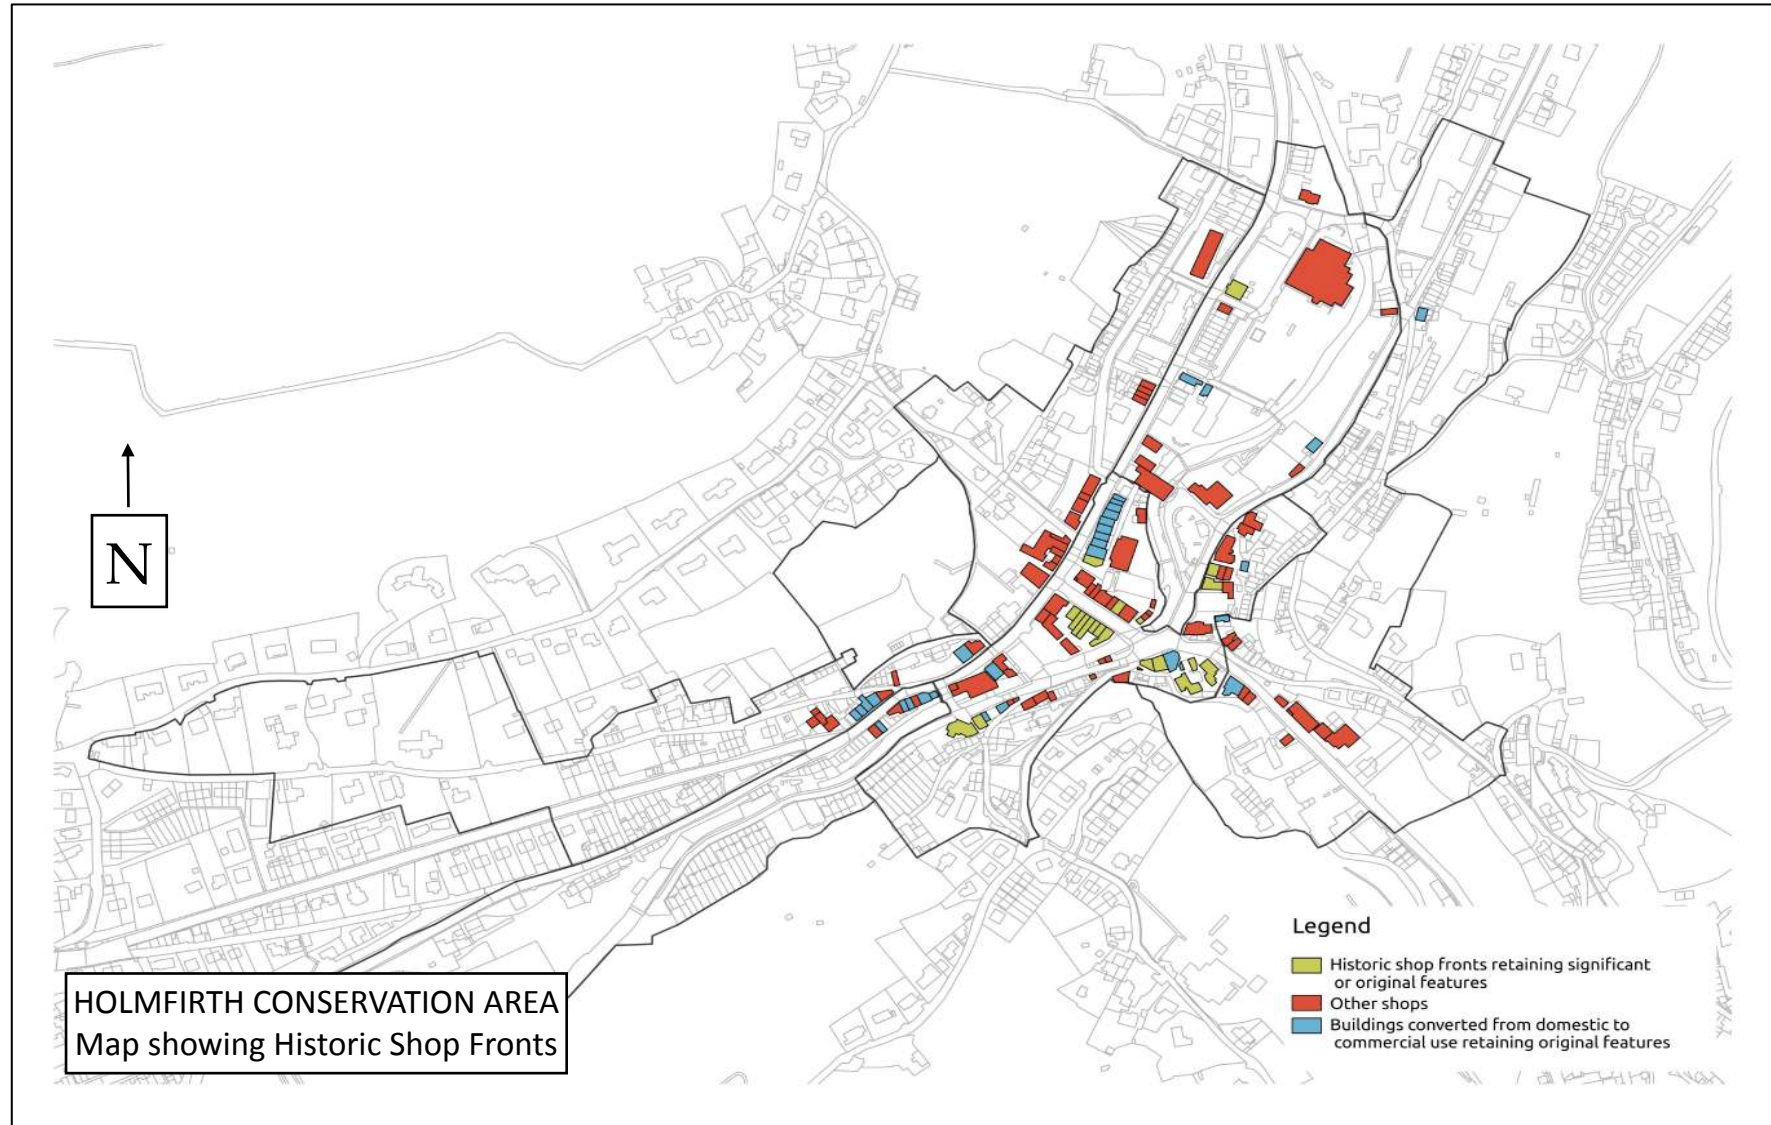 N
HOLMFIRTH CONSERVATION AREA
Map showing Historic Shop Fronts
Legend
Historic shop fronts retaining significant
or original features
Other shops
Buildings converted from domestic to
commercial use retaining original features